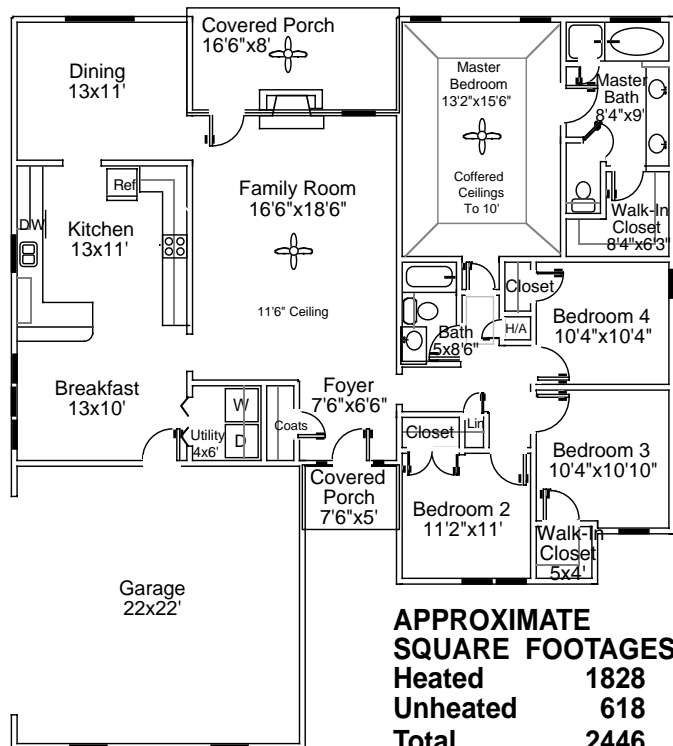 Covered Porch
16'6"x8'
Dining
13x11'
Master
Bedroom
13'2"x15'6"
Coffered
Ceilings
To 10'
Master
Bath
8'4"x9'
Walk-In
Closet
8'4"x6'3"
Ref
DW
Kitchen
13x11'
Family Room
16'6"x18'6"
11'6" Ceiling
Closet
H/A
Bath
5x8'6"
Bedroom 4
10'4"x10'4"
Breakfast
13x10'
Utility
4x6'
W
D
Coats
Foyer
7'6"x6'6"
Closet
Lin
Bedroom 3
10'4"x10'10"
Covered
Porch
7'6"x5'
Bedroom 2
11'2"x11'
Walk-In
Closet
5x4'
Garage
22x22'
APPROXIMATE
SQUARE FOOTAGES
Heated 1828
Unheated 618
Total 2446